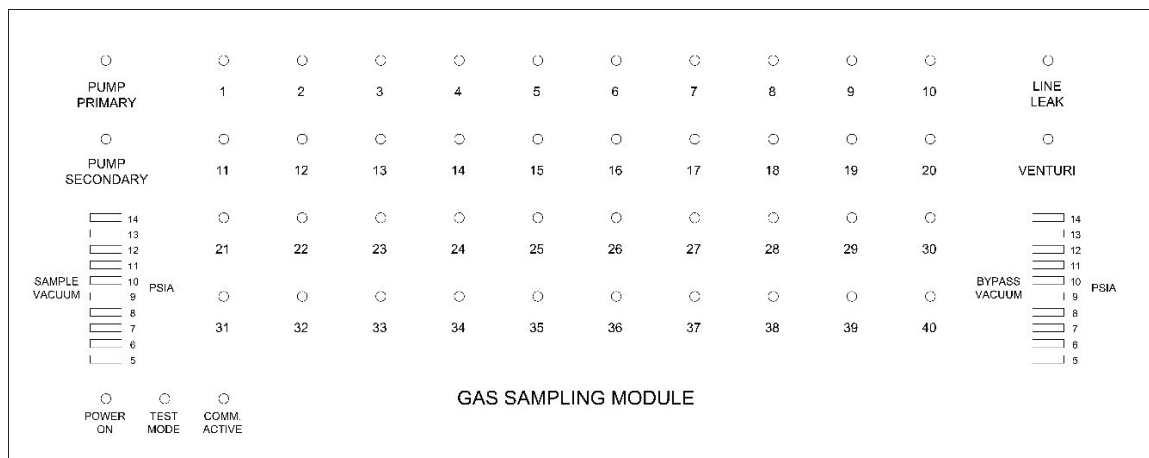 PUMP
PRIMARY
1 2 3 4 5 6 7 8 9 10
LINE
LEAK
PUMP
SECONDARY
11 12 13 14 15 16 17 18 19 20
VENTURI
14
13
12
11
10
9
8
7
6
5
SAMPLE
VACUUM
PSIA
21 22 23 24 25 26 27 28 29 30
31 32 33 34 35 36 37 38 39 40
14
13
12
11
10
9
8
7
6
5
BYPASS
VACUUM
PSIA
POWER
ON
TEST
MODE
COMM.
ACTIVE
GAS SAMPLING MODULE